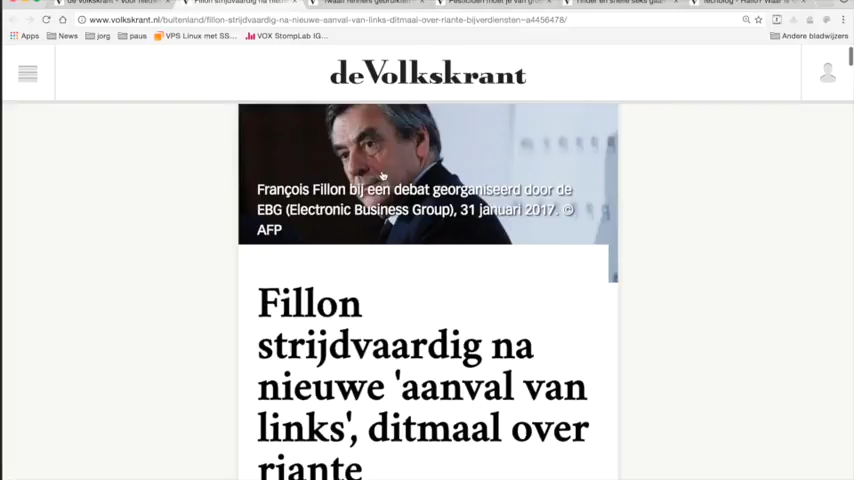 www.volkskrant.nl/buitenland/fillon-strijdvaardig-na-nieuwe-aanval-van-links-ditmaal-over-riante-bijverdiensten~a4456478/
Apps News jorg paus VPS Linux met SS... VOX StompLab IG... Andere bladwijzers
deVolkskrant
François Fillon bij een debat georganiseerd door de
EBG (Electronic Business Group), 31 januari 2017. ©
AFP
Fillon
strijdvaardig na
nieuwe 'aanval van
links', ditmaal over
riante